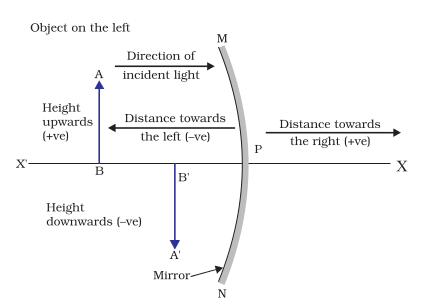 Object on the left
M
Direction of
incident light
A
Height
upwards
(+ve)
Distance towards
the left (–ve)
Distance towards
the right (+ve)
P
X'
X
B
B'
Height
downwards (–ve)
A'
Mirror
N